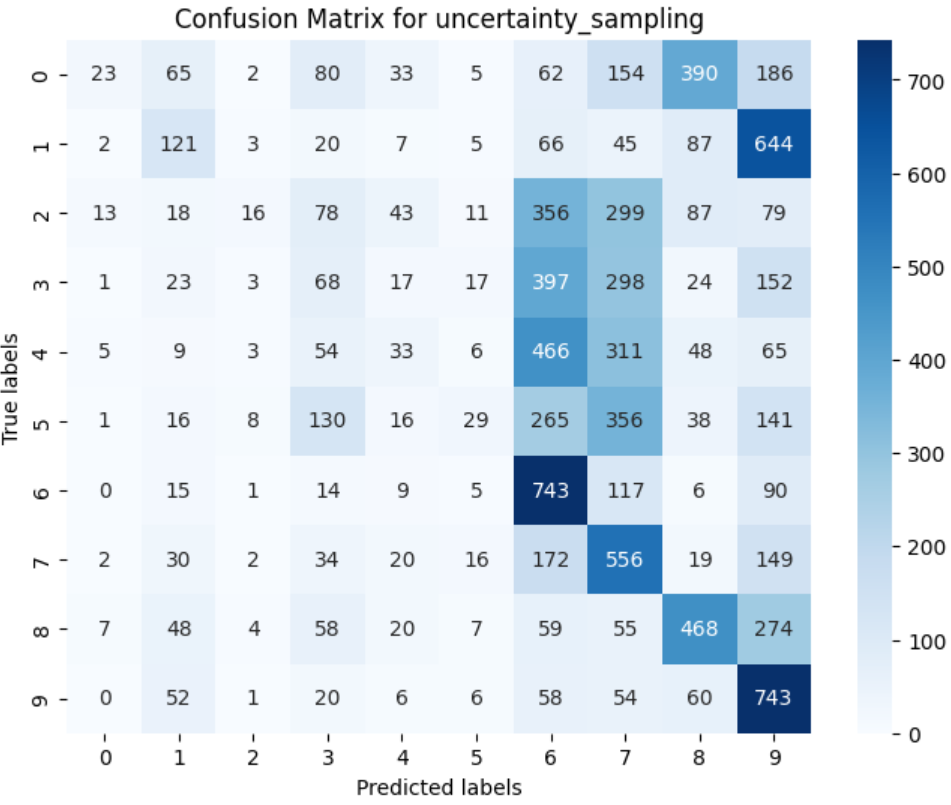 Confusion Matrix for uncertainty_sampling
0 23 65 2 80 33 5 62 154 390 186
1 2 121 3 20 7 5 66 45 87 644
2 13 18 16 78 43 11 356 299 87 79
3 1 23 3 68 17 17 397 298 24 152
4 5 9 3 54 33 6 466 311 48 65
5 1 16 8 130 16 29 265 356 38 141
6 0 15 1 14 9 5 743 117 6 90
7 2 30 2 34 20 16 172 556 19 149
8 7 48 4 58 20 7 59 55 468 274
9 0 52 1 20 6 6 58 54 60 743
0 1 2 3 4 5 6 7 8 9
Predicted labels
True labels
700
600
500
400
300
200
100
0